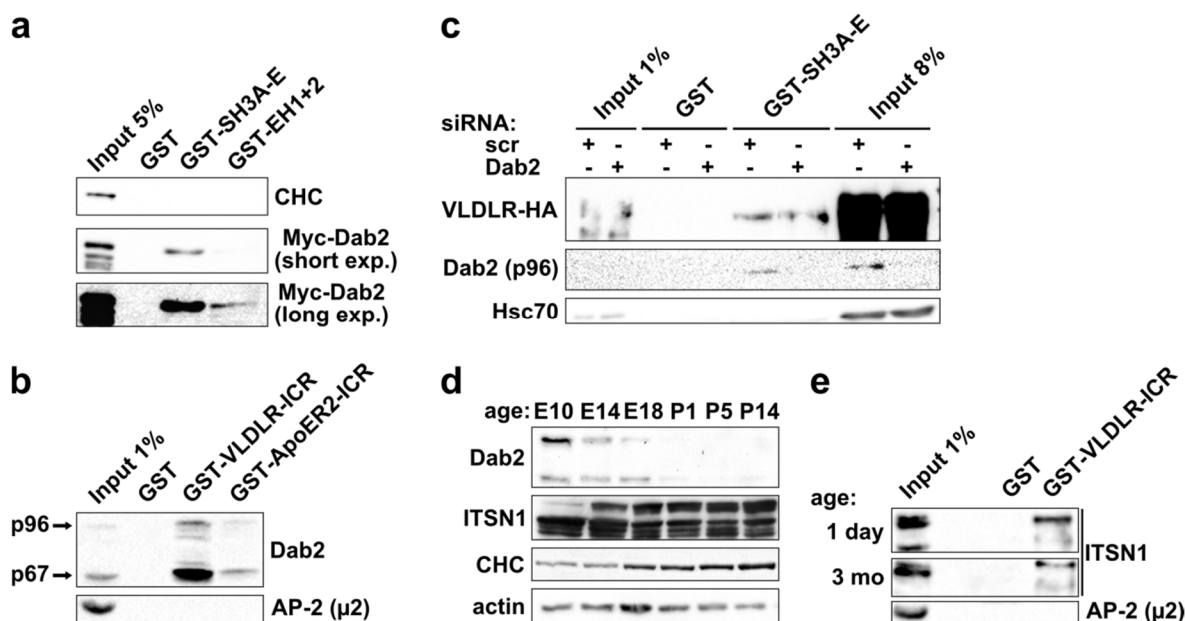 a
Input 5%
GST
GST-SH3A-E
GST-EH1+2
CHC
Myc-Dab2
(short exp.)
Myc-Dab2
(long exp.)
b
Input 1%
GST
GST-VLDLR-ICR
GST-ApoER2-ICR
p96→
p67→
Dab2
AP-2 (µ2)
c
Input 1%
GST
GST-SH3A-E
Input 8%
siRNA:
scr + - + - + - + -
Dab2 - + - + - + - +
VLDLR-HA
Dab2 (p96)
Hsc70
d
age: E10 E14 E18 P1 P5 P14
Dab2
ITSN1
CHC
actin
e
Input 1%
GST
GST-VLDLR-ICR
age:
1 day
3 mo
ITSN1
AP-2 (µ2)